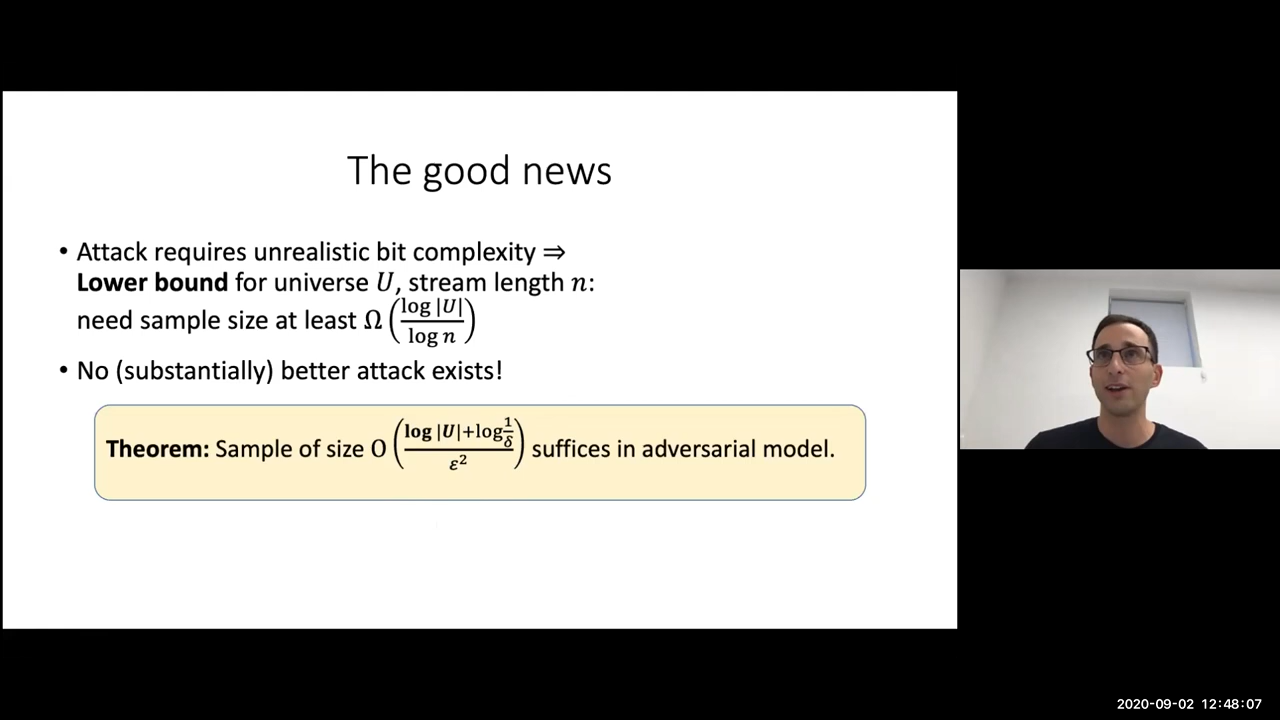 The good news
• Attack requires unrealistic bit complexity ⇒
Lower bound for universe U, stream length n:
need sample size at least Ω(log |U| / log n)
• No (substantially) better attack exists!
Theorem: Sample of size O((log |U|+log 1/δ) / ε²) suffices in adversarial model.
2020-09-02 12:48:07